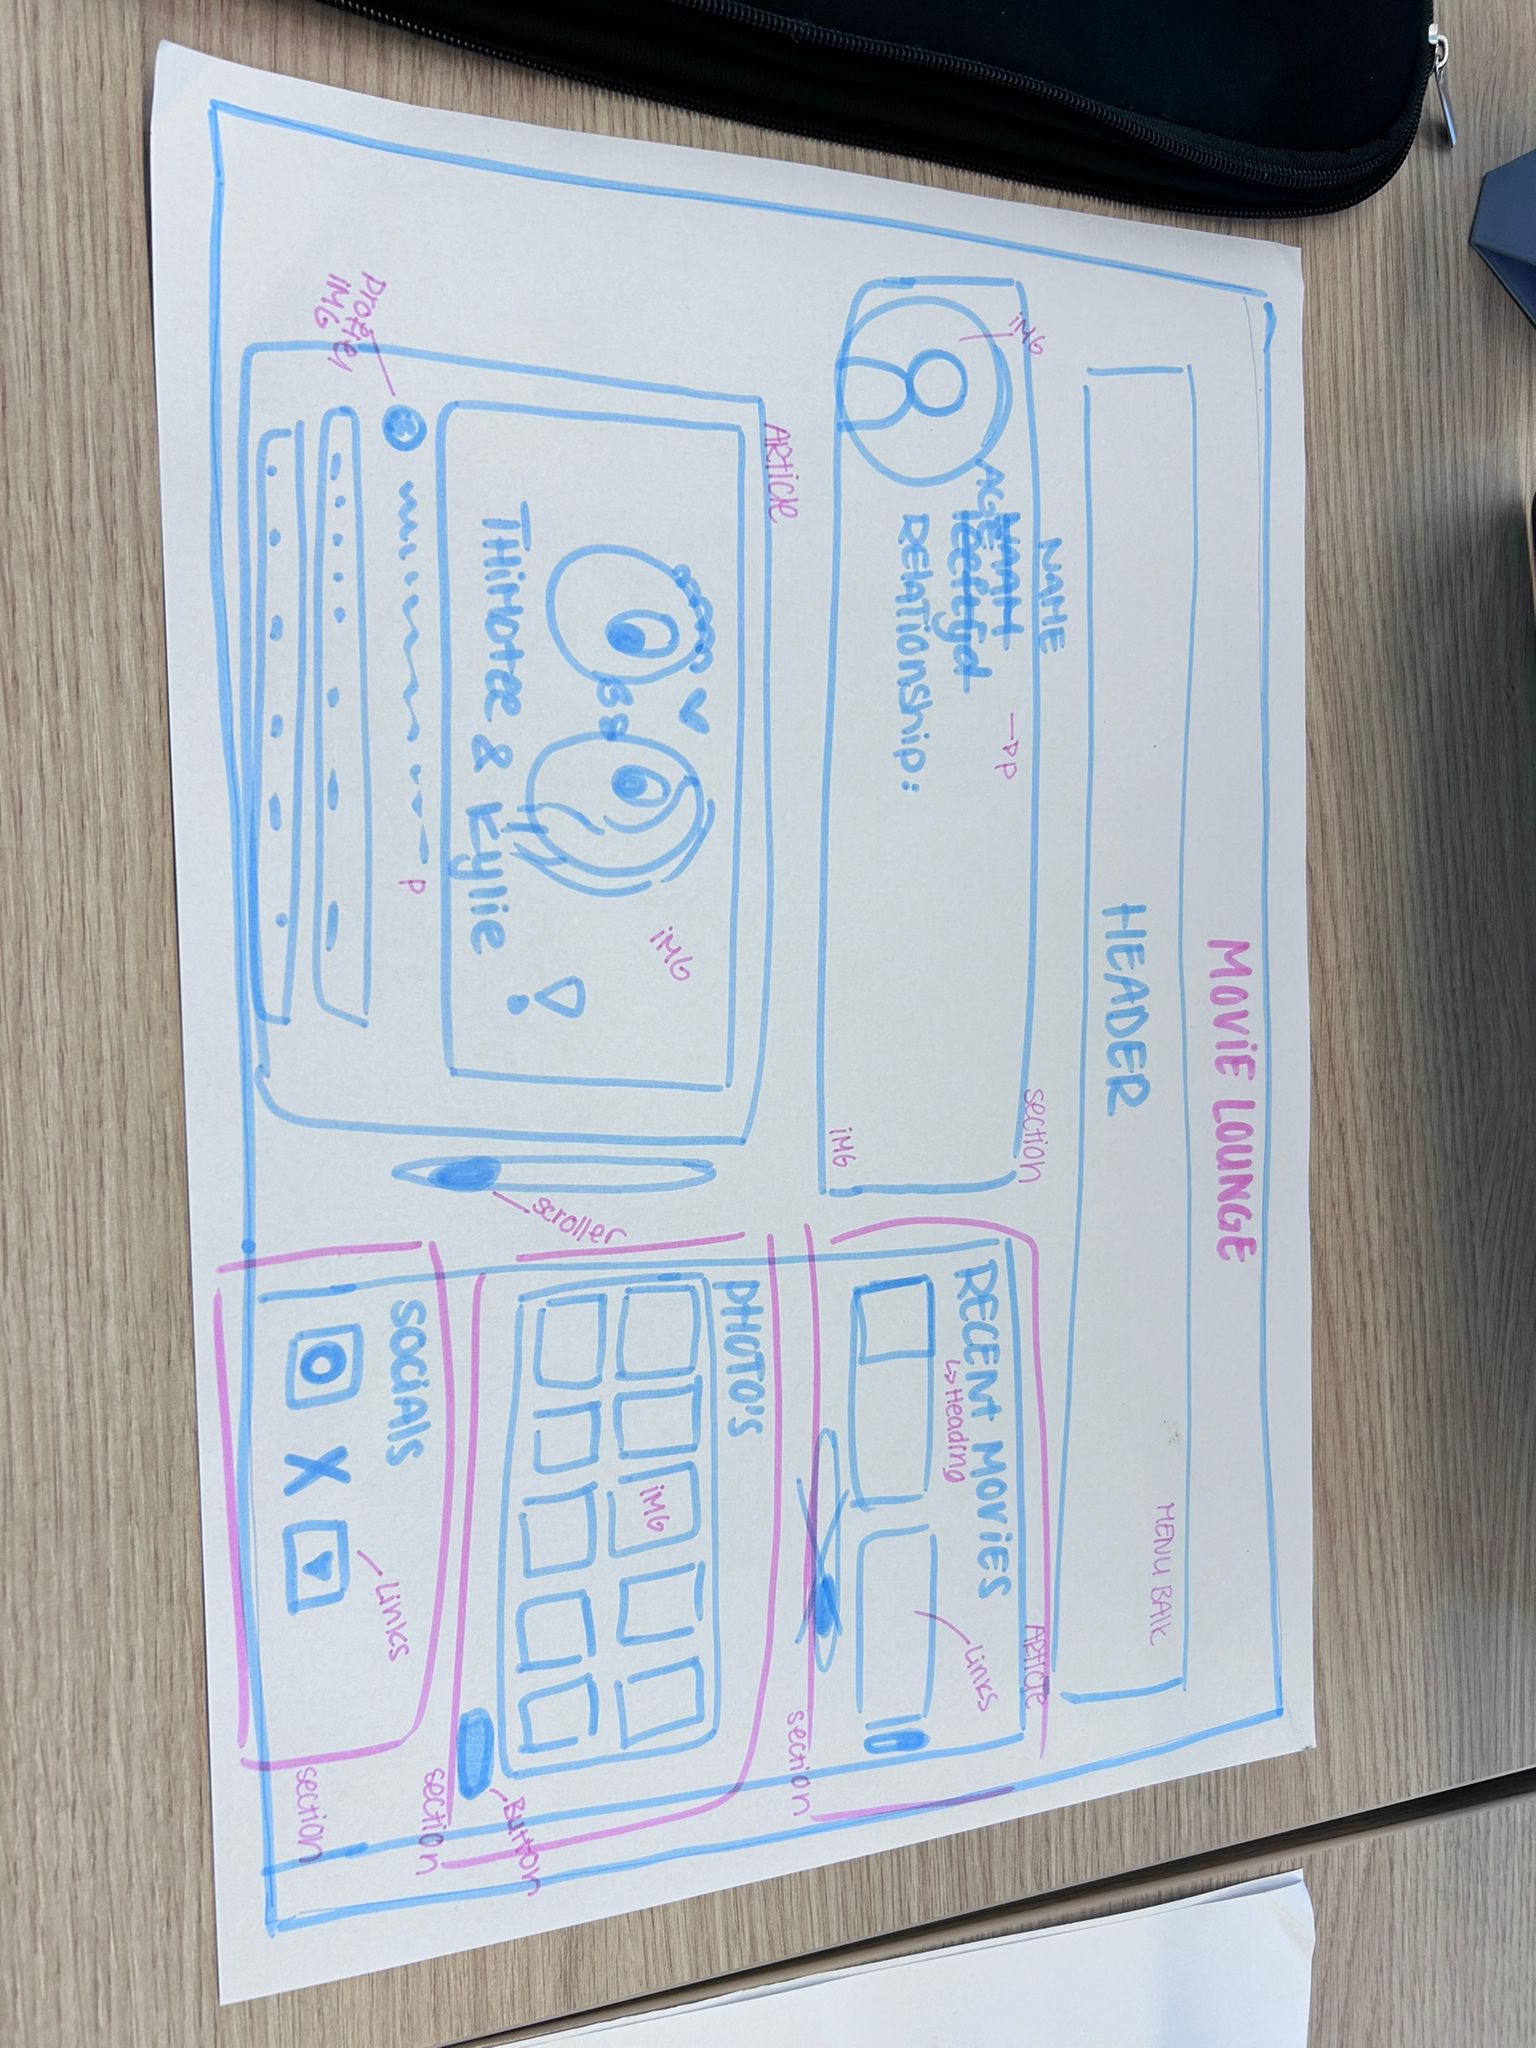 MOVIE LOUNGE
MENU BALK
HEADER
NAME
iMG
section
→ p
NAAM
AGE
leeftijd
RElATiONship:
iMG
ARticle
RECENt MOViES
↳ Heading
Links
section
ARticle
iMG
THiMOtee & Kylie
scroller
p
profiel
iMG
pHOTO'S
iMG
Button
section
SOCiAls
Links
X
section